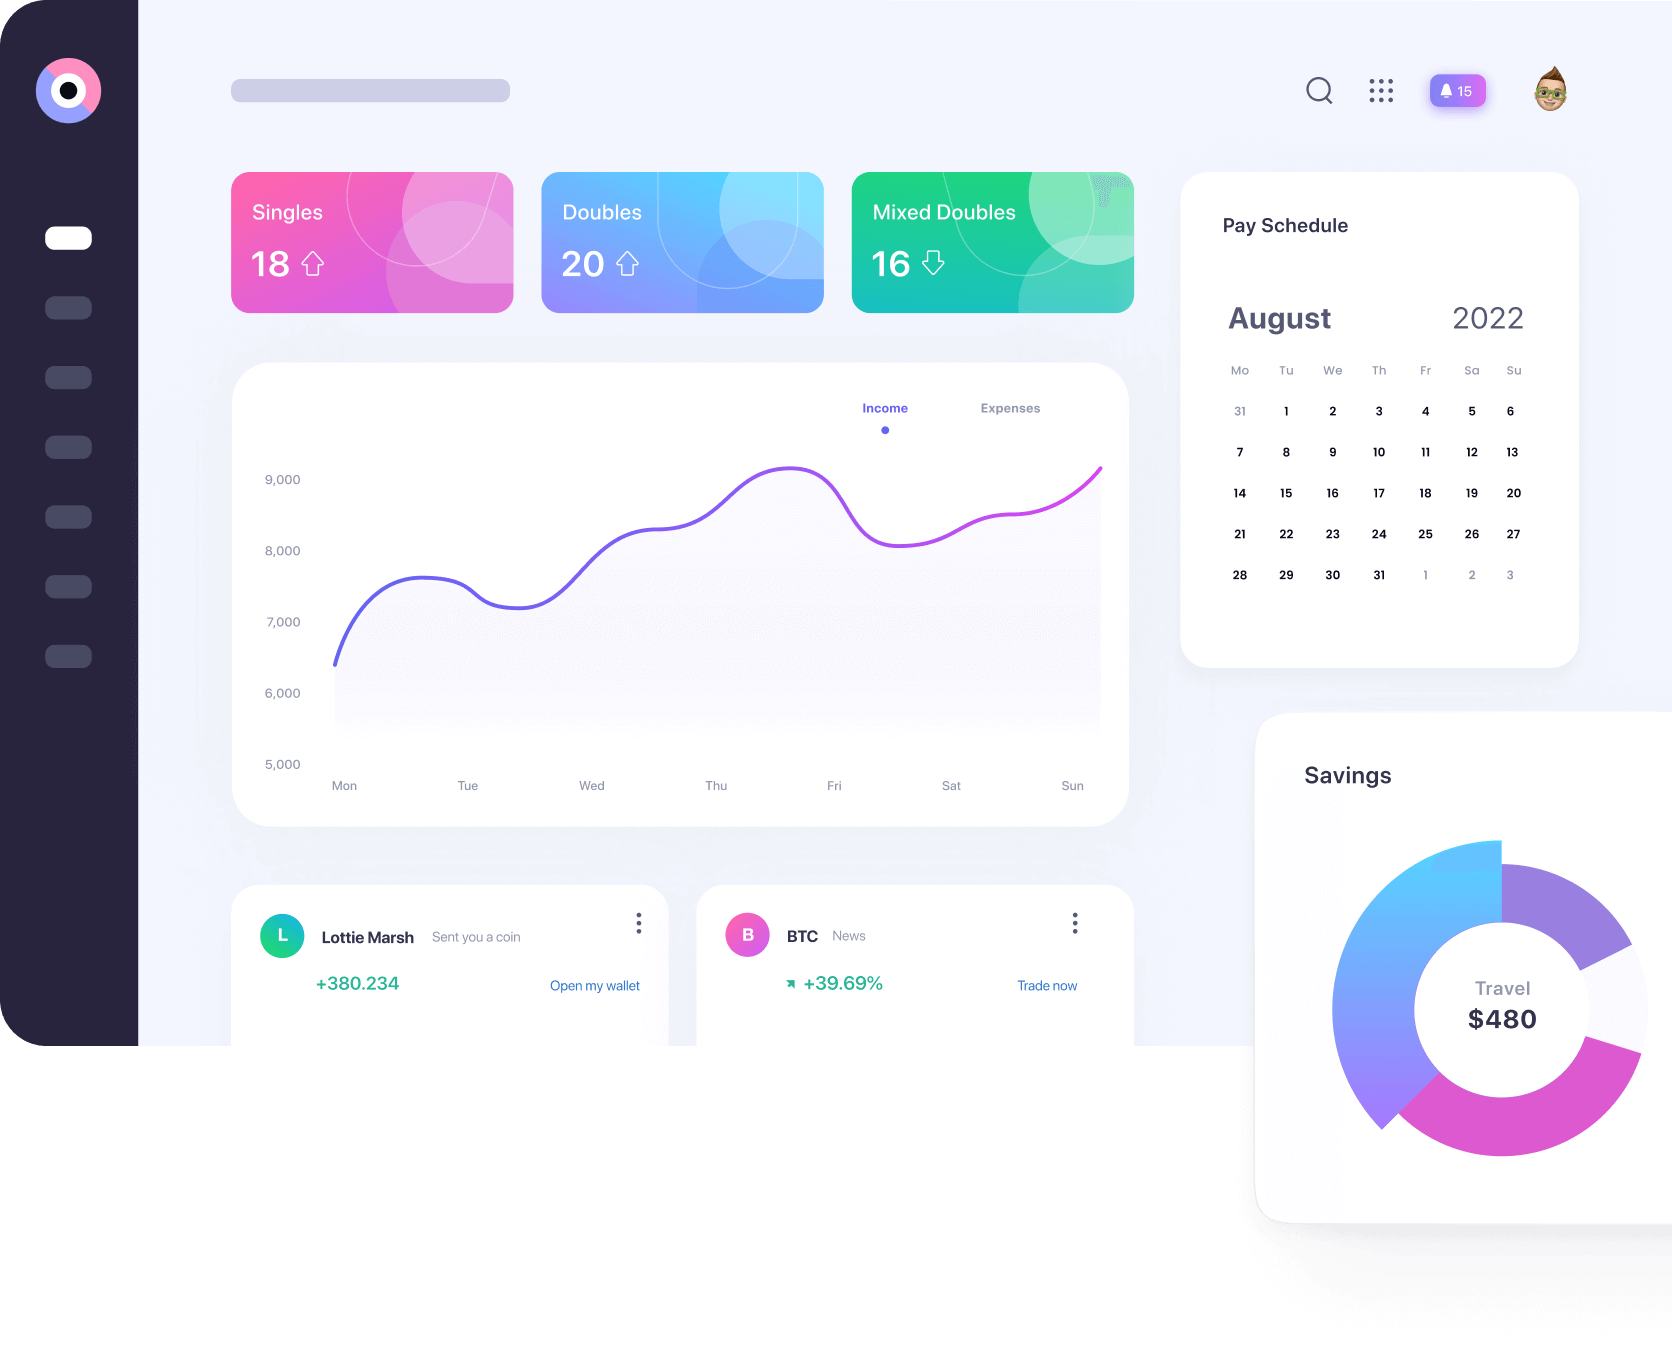 15
Singles
18
Doubles
20
Mixed Doubles
16
Pay Schedule
August 2022
Mo Tu We Th Fr Sa Su
31 1 2 3 4 5 6
7 8 9 10 11 12 13
14 15 16 17 18 19 20
21 22 23 24 25 26 27
28 29 30 31 1 2 3
Income Expenses
9,000
8,000
7,000
6,000
5,000
Mon Tue Wed Thu Fri Sat Sun
Savings
Travel
$480
L Lottie Marsh Sent you a coin
+380.234 Open my wallet
B BTC News
+39.69% Trade now